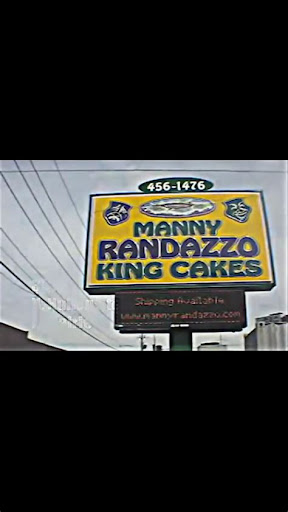 456-1476
MANNY
RANDAZZO
KING CAKES
Shipping Available
www.mannyrandazzo.com